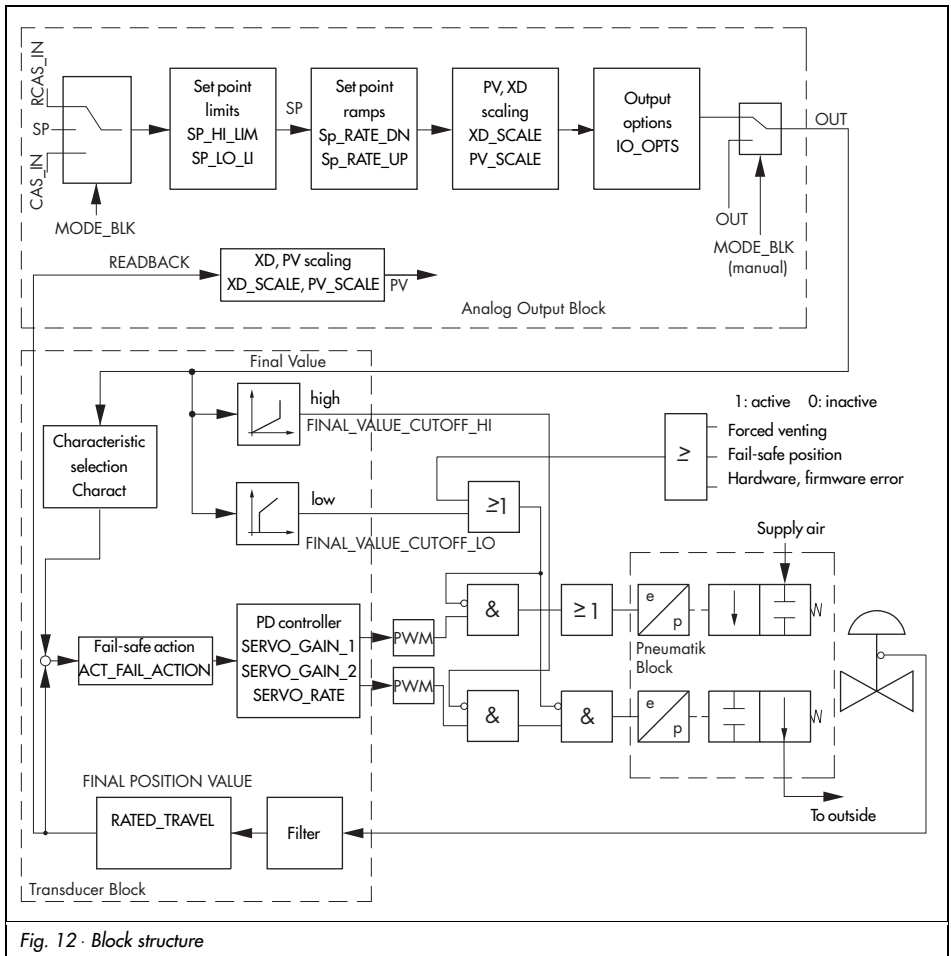 RCAS_IN
SP
CAS_IN
MODE_BLK
Set point
limits
SP_HI_LIM
SP_LO_LI
SP
Set point
ramps
Sp_RATE_DN
Sp_RATE_UP
PV, XD
scaling
XD_SCALE
PV_SCALE
Output
options
IO_OPTS
OUT
OUT
MODE_BLK
(manual)
READBACK
XD, PV scaling
XD_SCALE, PV_SCALE
PV
Analog Output Block
Final Value
high
FINAL_VALUE_CUTOFF_HI
1: active 0: inactive
Forced venting
Fail-safe position
Hardware, firmware error
≥
Characteristic
selection
Charact
low
FINAL_VALUE_CUTOFF_LO
≥1
Supply air
Fail-safe action
ACT_FAIL_ACTION
PD controller
SERVO_GAIN_1
SERVO_GAIN_2
SERVO_RATE
PWM
PWM
&
≥1
e
p
Pneumatik
Block
&
&
e
p
To outside
FINAL POSITION VALUE
RATED_TRAVEL
Filter
Transducer Block
Fig. 12 · Block structure